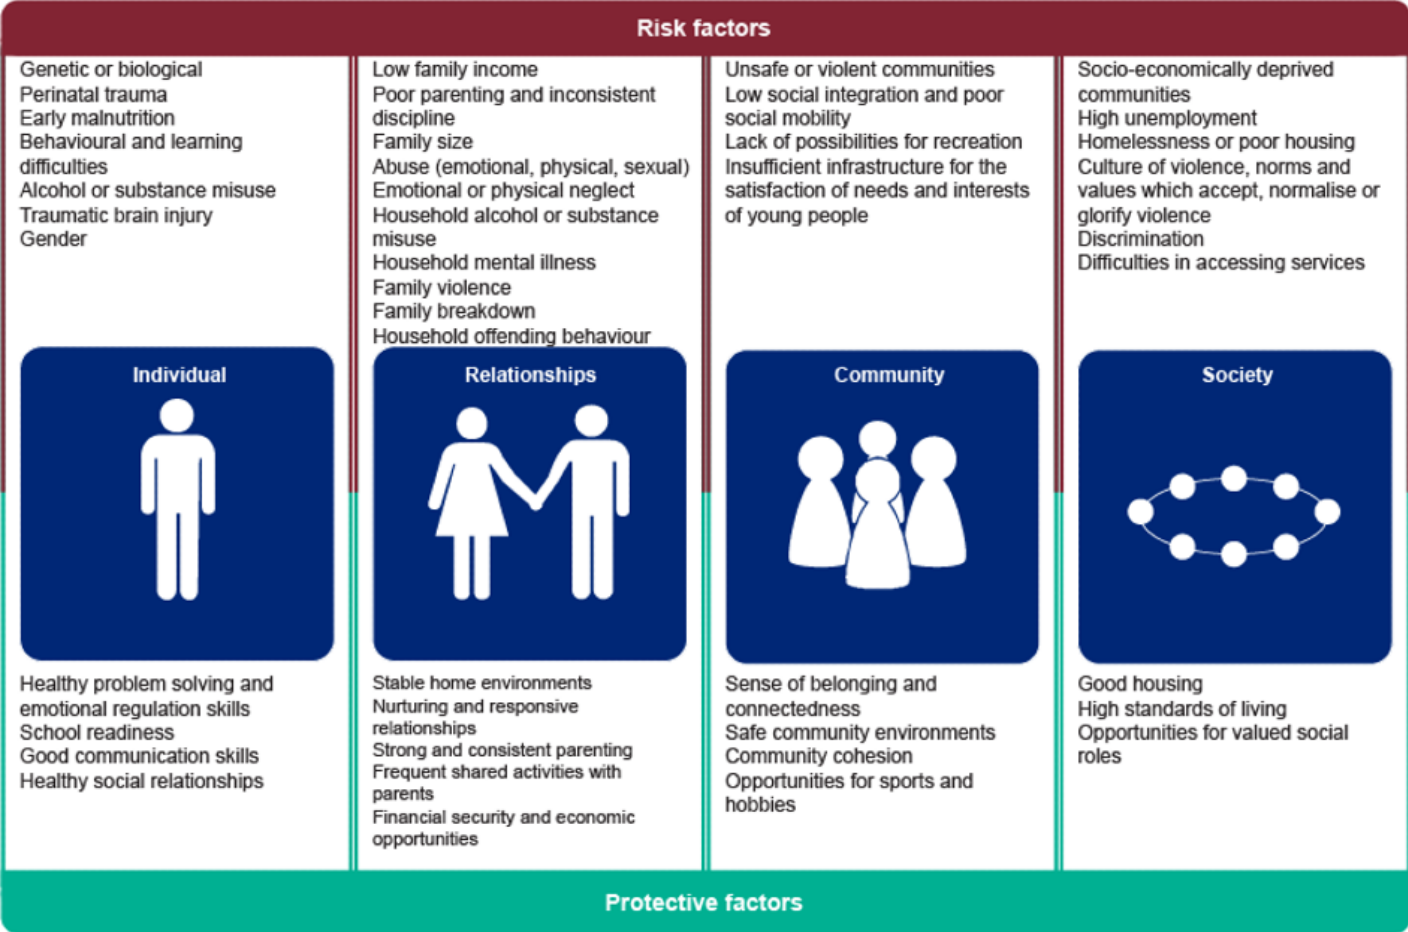 Risk factors
Genetic or biological
Perinatal trauma
Early malnutrition
Behavioural and learning
difficulties
Alcohol or substance misuse
Traumatic brain injury
Gender
Low family income
Poor parenting and inconsistent
discipline
Family size
Abuse (emotional, physical, sexual)
Emotional or physical neglect
Household alcohol or substance
misuse
Household mental illness
Family violence
Family breakdown
Household offending behaviour
Unsafe or violent communities
Low social integration and poor
social mobility
Lack of possibilities for recreation
Insufficient infrastructure for the
satisfaction of needs and interests
of young people
Socio-economically deprived
communities
High unemployment
Homelessness or poor housing
Culture of violence, norms and
values which accept, normalise or
glorify violence
Discrimination
Difficulties in accessing services
Individual
Relationships
Community
Society
Healthy problem solving and
emotional regulation skills
School readiness
Good communication skills
Healthy social relationships
Stable home environments
Nurturing and responsive
relationships
Strong and consistent parenting
Frequent shared activities with
parents
Financial security and economic
opportunities
Sense of belonging and
connectedness
Safe community environments
Community cohesion
Opportunities for sports and
hobbies
Good housing
High standards of living
Opportunities for valued social
roles
Protective factors